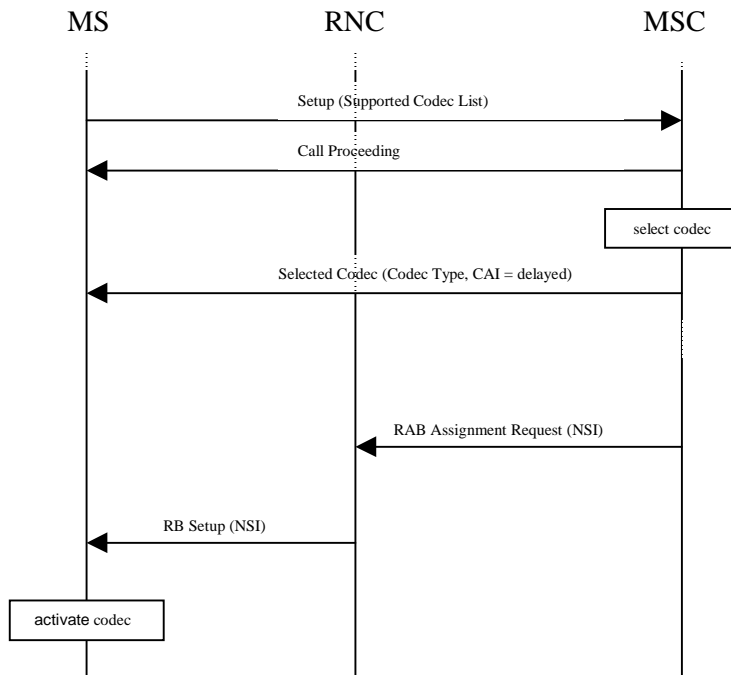 MS RNC MSC
Setup (Supported Codec List)
Call Proceeding
select codec
Selected Codec (Codec Type, CAI = delayed)
RAB Assignment Request (NSI)
RB Setup (NSI)
activate codec